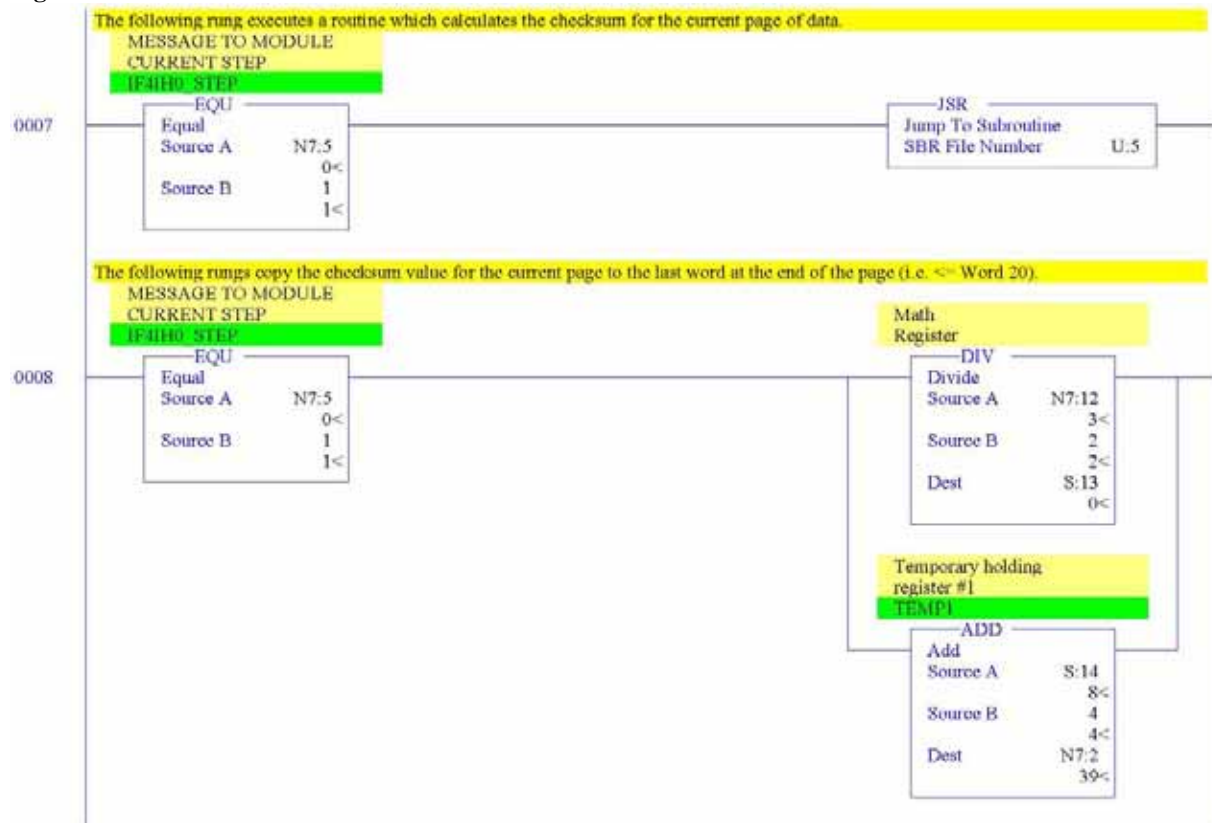 The following rung executes a routine which calculates the checksum for the current page of data.
MESSAGE TO MODULE
CURRENT STEP
IF4IH0_STEP
EQU
0007
Equal
Source A N7:5
0<
Source B 1
1<
JSR
Jump To Subroutine
SBR File Number U:5
The following rungs copy the checksum value for the current page to the last word at the end of the page (i.e. <= Word 20).
MESSAGE TO MODULE
CURRENT STEP
IF4IH0_STEP
EQU
0008
Equal
Source A N7:5
0<
Source B 1
1<
Math
Register
DIV
Divide
Source A N7:12
3<
Source B 2
2<
Dest S:13
0<
Temporary holding
register #1
TEMP1
ADD
Add
Source A S:14
8<
Source B 4
4<
Dest N7:2
39<